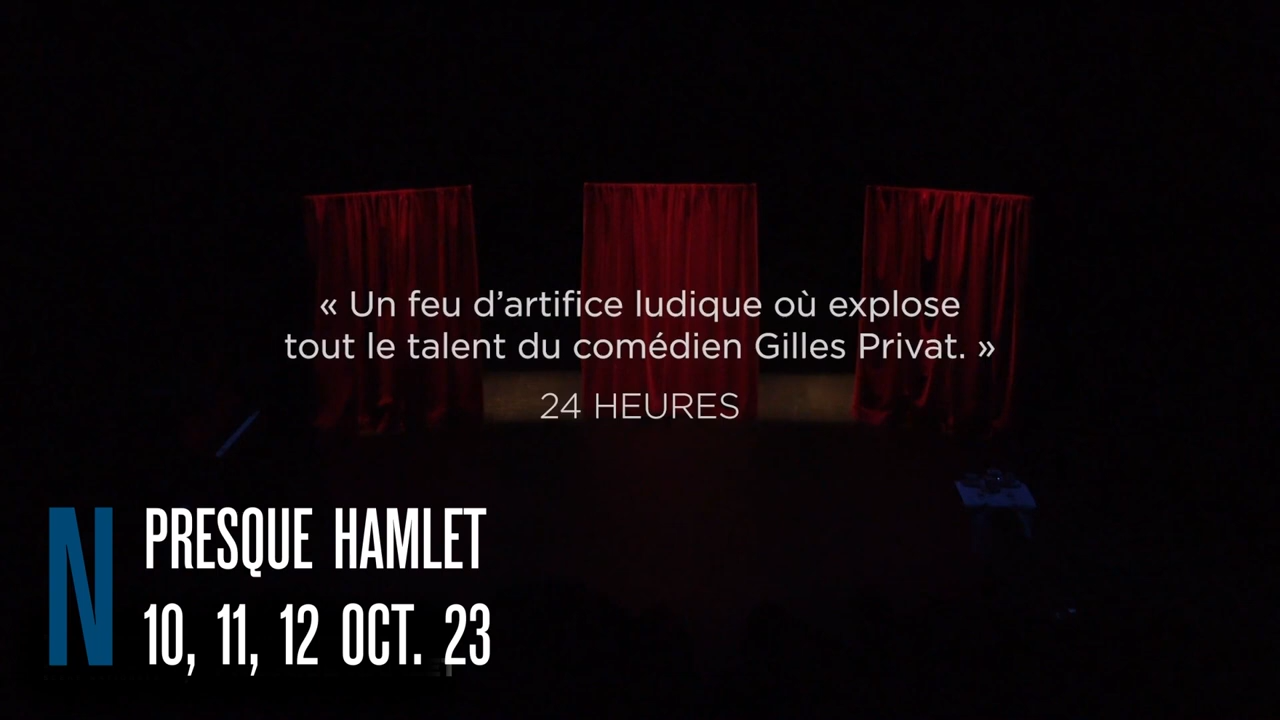 « Un feu d’artifice ludique où explose
tout le talent du comédien Gilles Privat. »
24 HEURES
N
PRESQUE HAMLET
10, 11, 12 OCT. 23